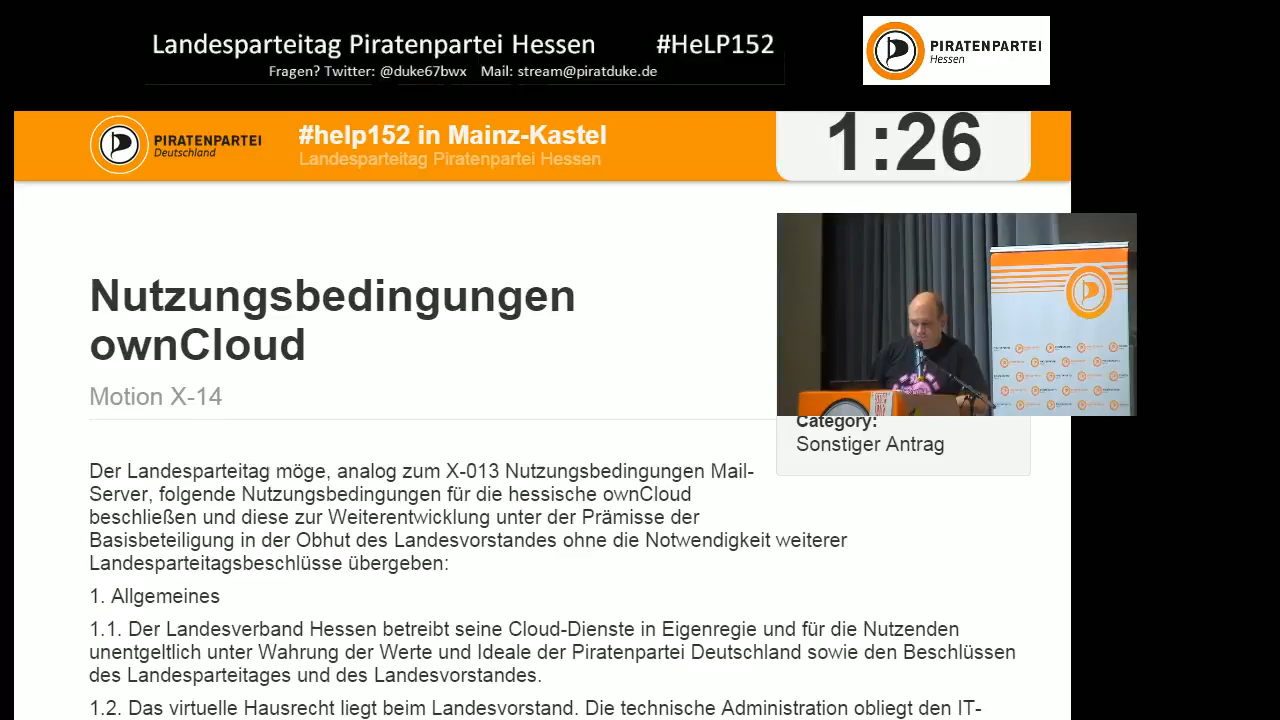 Landesparteitag Piratenpartei Hessen #HeLP152
Fragen? Twitter: @duke67bwx Mail: stream@piratduke.de
PIRATENPARTEI
Hessen
PIRATENPARTEI
Deutschland
#help152 in Mainz-Kastel
Landesparteitag Piratenpartei Hessen
1:26
Nutzungsbedingungen
ownCloud
Motion X-14
Category:
Sonstiger Antrag
Der Landesparteitag möge, analog zum X-013 Nutzungsbedingungen Mail-
Server, folgende Nutzungsbedingungen für die hessische ownCloud
beschließen und diese zur Weiterentwicklung unter der Prämisse der
Basisbeteiligung in der Obhut des Landesvorstandes ohne die Notwendigkeit weiterer
Landesparteitagsbeschlüsse übergeben:
1. Allgemeines
1.1. Der Landesverband Hessen betreibt seine Cloud-Dienste in Eigenregie und für die Nutzenden
unentgeltlich unter Wahrung der Werte und Ideale der Piratenpartei Deutschland sowie den Beschlüssen
des Landesparteitages und des Landesvorstandes.
1.2. Das virtuelle Hausrecht liegt beim Landesvorstand. Die technische Administration obliegt den IT-